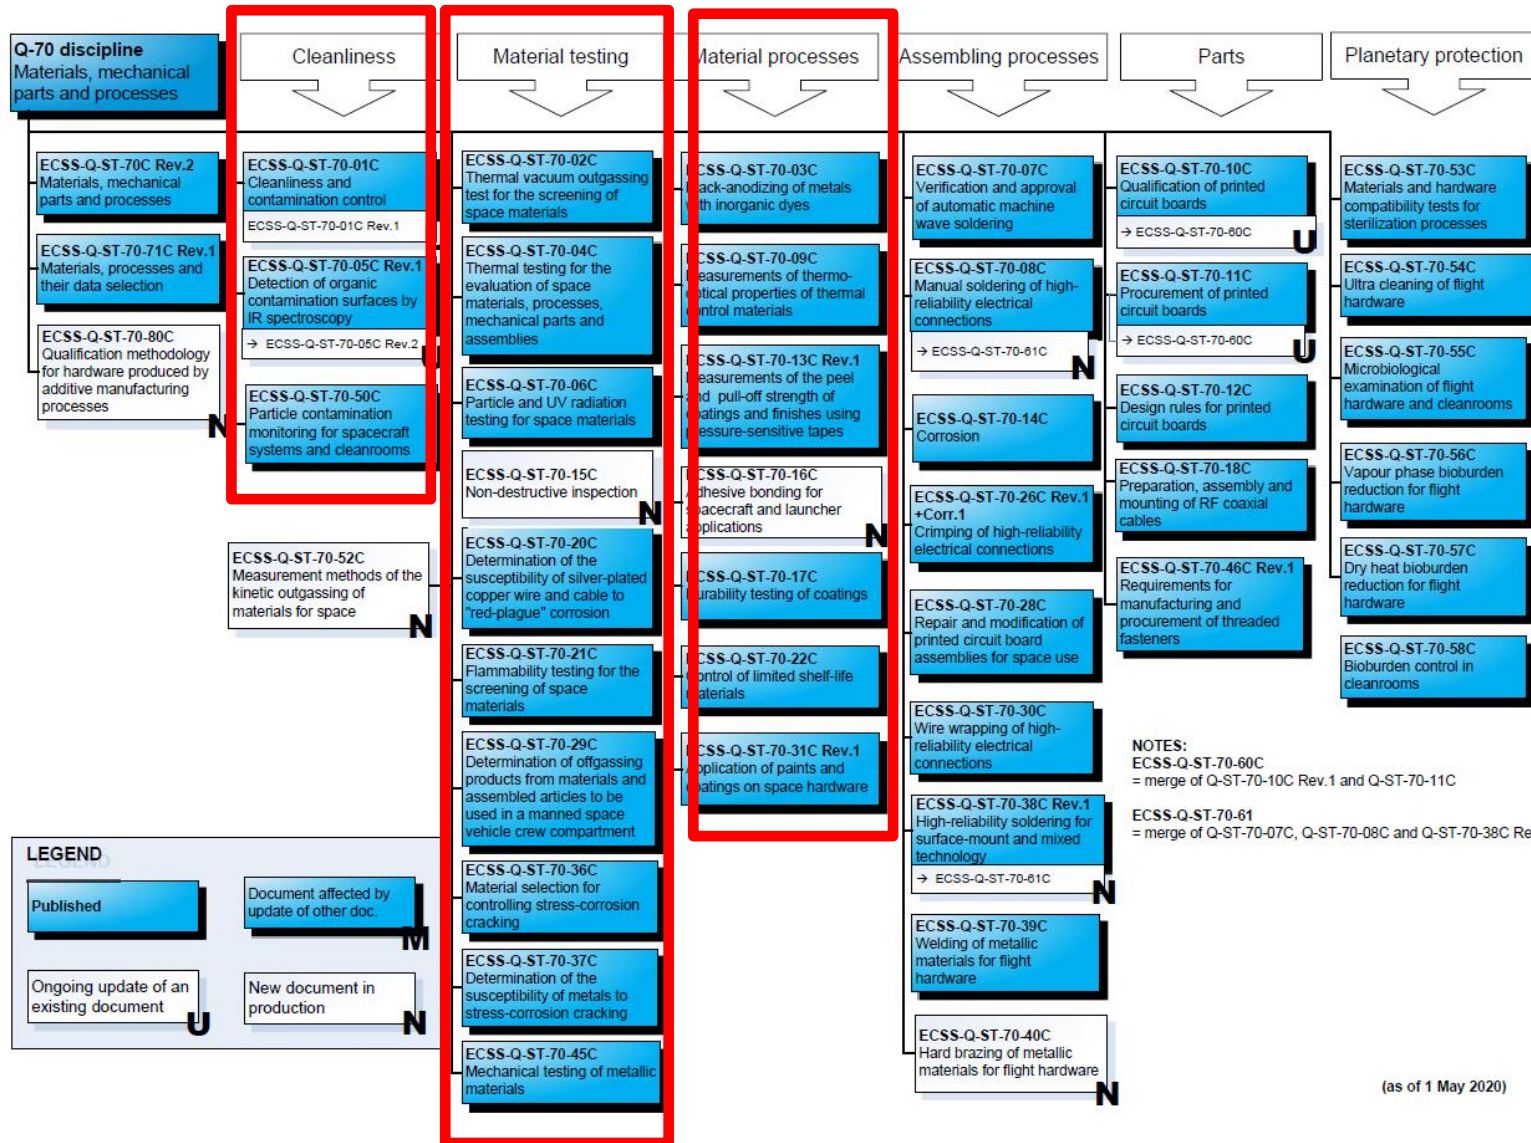 Q-70 discipline
Materials, mechanical
parts and processes
Cleanliness
Material testing
Material processes
Assembling processes
Parts
Planetary protection
ECSS-Q-ST-70C Rev.2
Materials, mechanical
parts and processes
ECSS-Q-ST-70-71C Rev.1
Materials, processes and
their data selection
ECSS-Q-ST-70-80C
Qualification methodology
for hardware produced by
additive manufacturing
processes
N
ECSS-Q-ST-70-01C
Cleanliness and
contamination control
ECSS-Q-ST-70-01C Rev.1
ECSS-Q-ST-70-05C Rev.1
Detection of organic
contamination surfaces by
IR spectroscopy
→ ECSS-Q-ST-70-05C Rev.2
U
ECSS-Q-ST-70-50C
Particle contamination
monitoring for spacecraft
systems and cleanrooms
ECSS-Q-ST-70-52C
Measurement methods of the
kinetic outgassing of
materials for space
N
ECSS-Q-ST-70-02C
Thermal vacuum outgassing
test for the screening of
space materials
ECSS-Q-ST-70-04C
Thermal testing for the
evaluation of space
materials, processes,
mechanical parts and
assemblies
ECSS-Q-ST-70-06C
Particle and UV radiation
testing for space materials
ECSS-Q-ST-70-15C
Non-destructive inspection
N
ECSS-Q-ST-70-20C
Determination of the
susceptibility of silver-plated
copper wire and cable to
"red-plague" corrosion
ECSS-Q-ST-70-21C
Flammability testing for the
screening of space
materials
ECSS-Q-ST-70-29C
Determination of offgassing
products from materials and
assembled articles to be
used in a manned space
vehicle crew compartment
ECSS-Q-ST-70-36C
Material selection for
controlling stress-corrosion
cracking
ECSS-Q-ST-70-37C
Determination of the
susceptibility of metals to
stress-corrosion cracking
ECSS-Q-ST-70-45C
Mechanical testing of metallic
materials
ECSS-Q-ST-70-03C
Black-anodizing of metals
with inorganic dyes
ECSS-Q-ST-70-09C
Measurements of thermo-
optical properties of thermal
control materials
ECSS-Q-ST-70-13C Rev.1
Measurements of the peel
and pull-off strength of
coatings and finishes using
pressure-sensitive tapes
ECSS-Q-ST-70-16C
Adhesive bonding for
spacecraft and launcher
applications
N
ECSS-Q-ST-70-17C
Durability testing of coatings
ECSS-Q-ST-70-22C
Control of limited shelf-life
materials
ECSS-Q-ST-70-31C Rev.1
Application of paints and
coatings on space hardware
ECSS-Q-ST-70-07C
Verification and approval
of automatic machine
wave soldering
ECSS-Q-ST-70-08C
Manual soldering of high-
reliability electrical
connections
→ ECSS-Q-ST-70-61C
N
ECSS-Q-ST-70-14C
Corrosion
ECSS-Q-ST-70-26C Rev.1
+Corr.1
Crimping of high-reliability
electrical connections
ECSS-Q-ST-70-28C
Repair and modification of
printed circuit board
assemblies for space use
ECSS-Q-ST-70-30C
Wire wrapping of high-
reliability electrical
connections
ECSS-Q-ST-70-38C Rev.1
High-reliability soldering for
surface-mount and mixed
technology
→ ECSS-Q-ST-70-61C
N
ECSS-Q-ST-70-39C
Welding of metallic
materials for flight
hardware
ECSS-Q-ST-70-40C
Hard brazing of metallic
materials for flight hardware
N
ECSS-Q-ST-70-10C
Qualification of printed
circuit boards
→ ECSS-Q-ST-70-60C
U
ECSS-Q-ST-70-11C
Procurement of printed
circuit boards
→ ECSS-Q-ST-70-60C
U
ECSS-Q-ST-70-12C
Design rules for printed
circuit boards
ECSS-Q-ST-70-18C
Preparation, assembly and
mounting of RF coaxial
cables
ECSS-Q-ST-70-46C Rev.1
Requirements for
manufacturing and
procurement of threaded
fasteners
ECSS-Q-ST-70-53C
Materials and hardware
compatibility tests for
sterilization processes
ECSS-Q-ST-70-54C
Ultra cleaning of flight
hardware
ECSS-Q-ST-70-55C
Microbiological
examination of flight
hardware and cleanrooms
ECSS-Q-ST-70-56C
Vapour phase bioburden
reduction for flight
hardware
ECSS-Q-ST-70-57C
Dry heat bioburden
reduction for flight
hardware
ECSS-Q-ST-70-58C
Bioburden control in
cleanrooms
NOTES:
ECSS-Q-ST-70-60C
= merge of Q-ST-70-10C Rev.1 and Q-ST-70-11C
ECSS-Q-ST-70-61
= merge of Q-ST-70-07C, Q-ST-70-08C and Q-ST-70-38C Re
LEGEND
Published
Document affected by
update of other doc.
M
Ongoing update of an
existing document
U
New document in
production
N
(as of 1 May 2020)